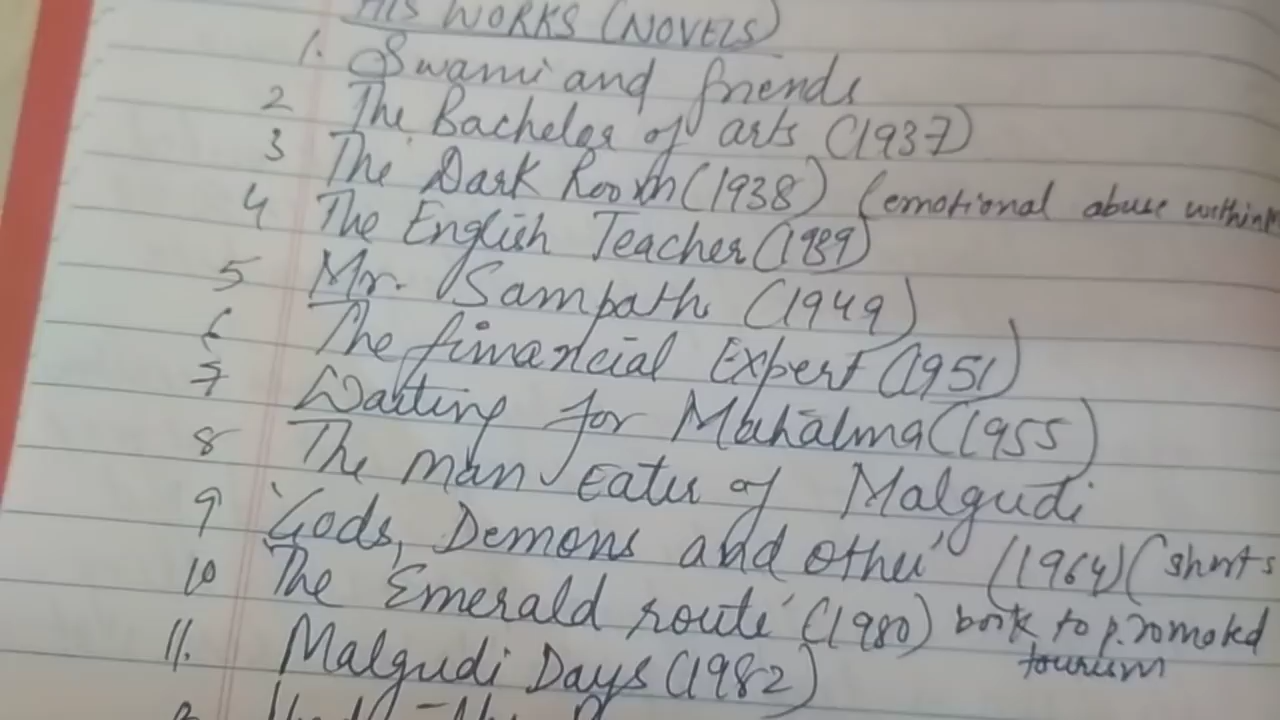 HIS WORKS (NOVELS)
1. Swami and friends
2 The Bachelor of arts (1937)
3 The Dark Room (1938) (emotional abuse within
4 The English Teacher (1989)
5 Mr. Sampath (1949)
6 The financial Expert (1951)
7 Waiting for Mahatma (1955)
8 The man Eater of Malgudi
9 'Gods, Demons and other' (1964) (shorts
10 The 'Emerald route' (1980) book to promoted
tourism
11. Malgudi Days (1982)